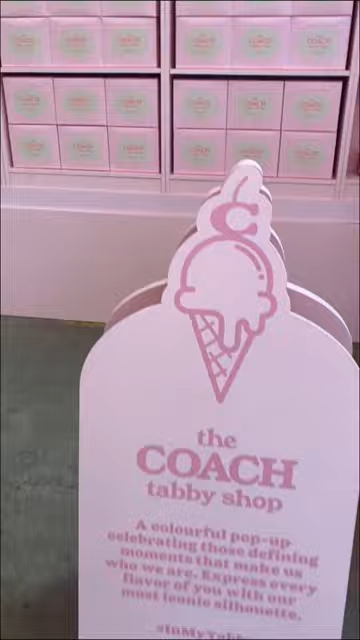 C
the
COACH
tabby shop
A colourful pop-up
celebrating those defining
moments that make us
who we are. Express every
flavor of you with our
most iconic silhouette.